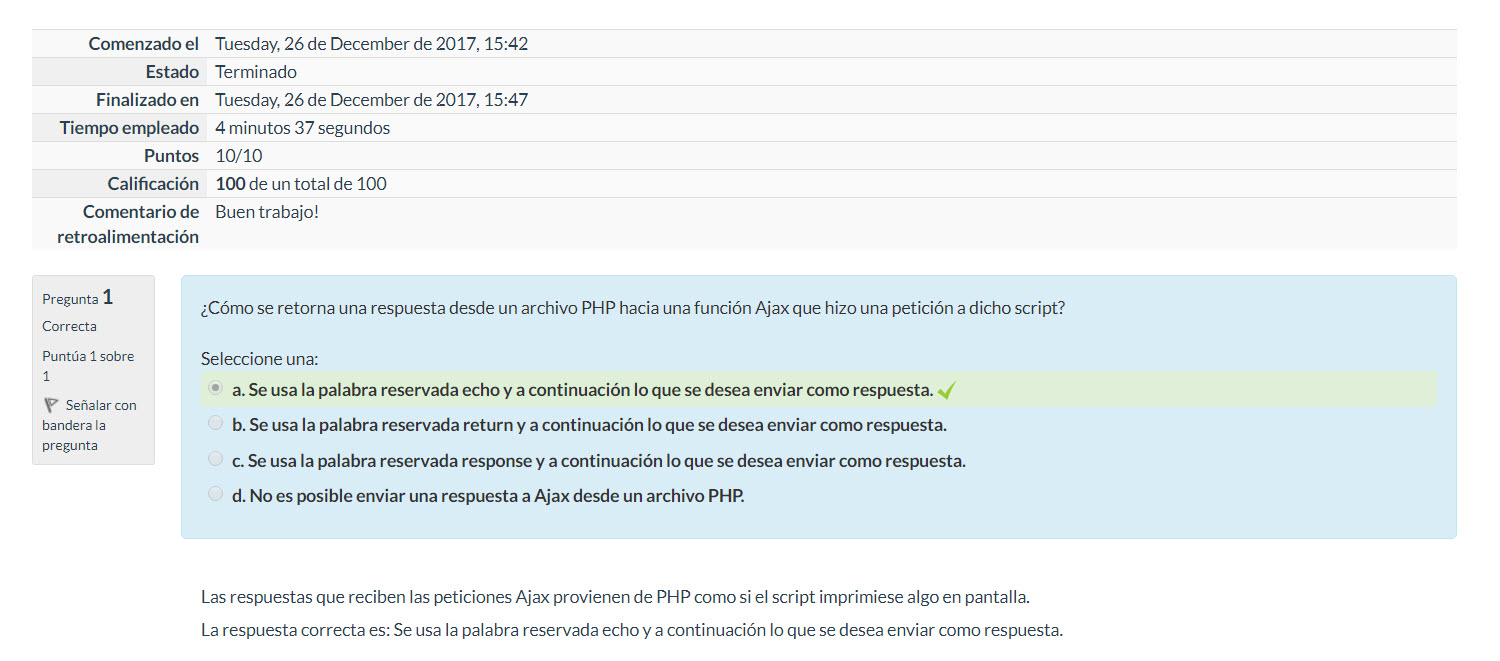 Comenzado el Tuesday, 26 de December de 2017, 15:42
Estado Terminado
Finalizado en Tuesday, 26 de December de 2017, 15:47
Tiempo empleado 4 minutos 37 segundos
Puntos 10/10
Calificación 100 de un total de 100
Comentario de Buen trabajo!
retroalimentación
Pregunta 1
Correcta
Puntúa 1 sobre
1
Señalar con
bandera la
pregunta
¿Cómo se retorna una respuesta desde un archivo PHP hacia una función Ajax que hizo una petición a dicho script?
Seleccione una:
a. Se usa la palabra reservada echo y a continuación lo que se desea enviar como respuesta.
b. Se usa la palabra reservada return y a continuación lo que se desea enviar como respuesta.
c. Se usa la palabra reservada response y a continuación lo que se desea enviar como respuesta.
d. No es posible enviar una respuesta a Ajax desde un archivo PHP.
Las respuestas que reciben las peticiones Ajax provienen de PHP como si el script imprimiese algo en pantalla.
La respuesta correcta es: Se usa la palabra reservada echo y a continuación lo que se desea enviar como respuesta.